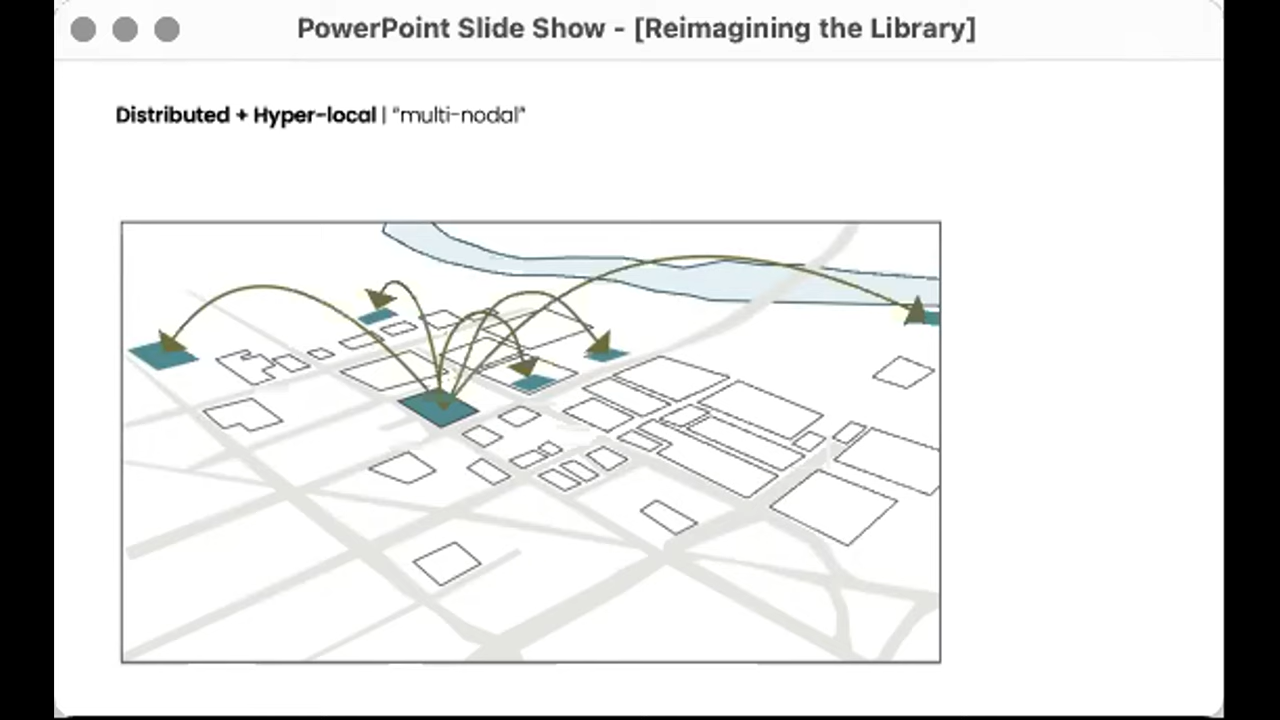 PowerPoint Slide Show - [Reimagining the Library]
Distributed + Hyper-local | "multi-nodal"